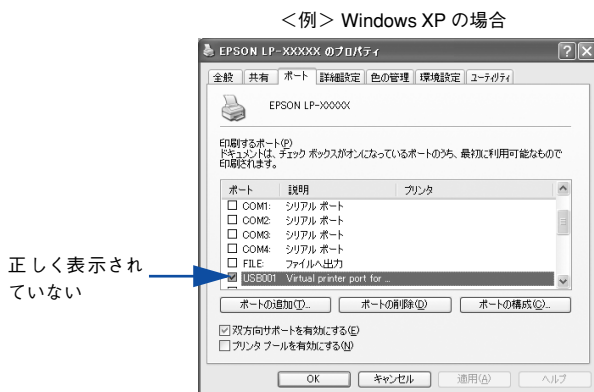 <例> Windows XP の場合
EPSON LP-XXXXX のプロパティ
全般 共有 ポート 詳細設定 色の管理 環境設定 ユーティリティ
EPSON LP-XXXXX
印刷するポート(P)
ドキュメントは、チェック ボックスがオンになっているポートのうち、最初に利用可能なもので
印刷されます。
ポート 説明 プリンタ
COM1: シリアル ポート
COM2: シリアル ポート
COM3: シリアル ポート
COM4: シリアル ポート
FILE: ファイルへ出力
USB001 Virtual printer port for ...
正しく表示され
ていない
ポートの追加(T)... ポートの削除(D) ポートの構成(C)...
双方向サポートを有効にする(E)
プリンタ プールを有効にする(N)
OK キャンセル 適用(A) ヘルプ